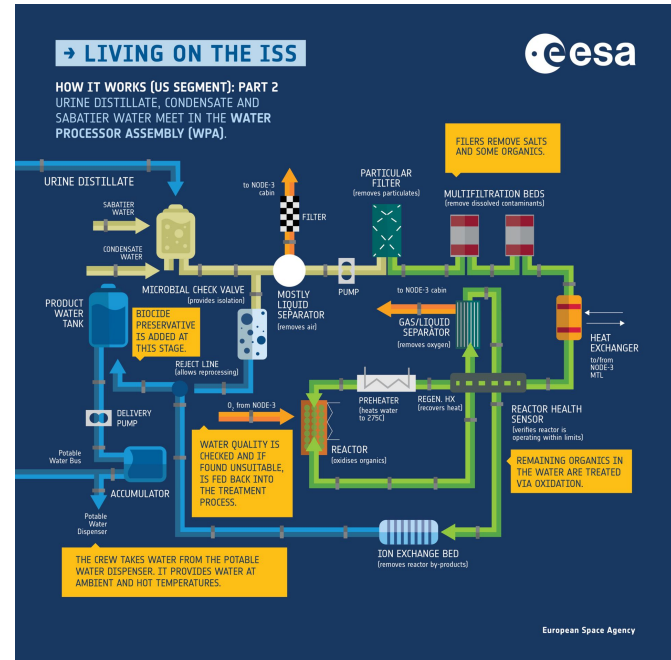 → LIVING ON THE ISS
esa
HOW IT WORKS (US SEGMENT): PART 2
URINE DISTILLATE, CONDENSATE AND
SABATIER WATER MEET IN THE WATER
PROCESSOR ASSEMBLY (WPA).
FILERS REMOVE SALTS
AND SOME ORGANICS.
URINE DISTILLATE
SABATIER
WATER
CONDENSATE
WATER
to NODE-3
cabin
FILTER
PARTICULAR
FILTER
(removes particulates)
MULTIFILTRATION BEDS
(remove dissolved contaminants)
MICROBIAL CHECK VALVE
(provides isolation)
MOSTLY
LIQUID
SEPARATOR
(removes air)
PUMP
to NODE-3 cabin
GAS/LIQUID
SEPARATOR
(removes oxygen)
HEAT
EXCHANGER
to/from
NODE-3
MTL
PRODUCT
WATER
TANK
BIOCIDE
PRESERVATIVE
IS ADDED AT
THIS STAGE.
REJECT LINE
(allows reprocessing)
O₂ from NODE-3
PREHEATER
(heats water
to 275C)
REGEN. HX
(recovers heat)
REACTOR HEALTH
SENSOR
(verifies reactor is
operating within limits)
DELIVERY
PUMP
REACTOR
(oxidises organics)
WATER QUALITY IS
CHECKED AND IF
FOUND UNSUITABLE,
IS FED BACK INTO
THE TREATMENT
PROCESS.
REMAINING ORGANICS IN
THE WATER ARE TREATED
VIA OXIDATION.
Potable
Water Bus
ACCUMULATOR
Potable
Water
Dispenser
ION EXCHANGE BED
(removes reactor by-products)
THE CREW TAKES WATER FROM THE POTABLE
WATER DISPENSER. IT PROVIDES WATER AT
AMBIENT AND HOT TEMPERATURES.
European Space Agency